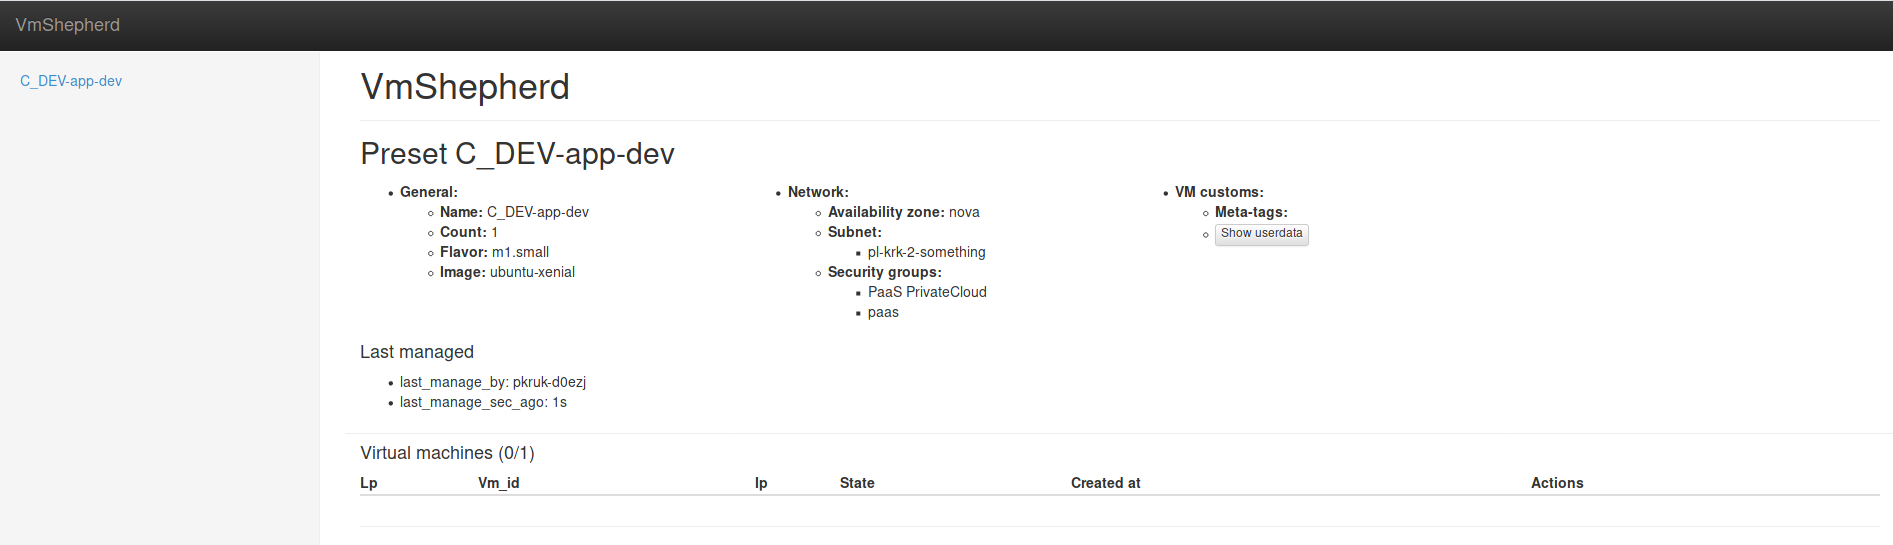 VmShepherd
C_DEV-app-dev
VmShepherd
Preset C_DEV-app-dev
General:
Name: C_DEV-app-dev
Count: 1
Flavor: m1.small
Image: ubuntu-xenial
Network:
Availability zone: nova
Subnet:
pl-krk-2-something
Security groups:
PaaS PrivateCloud
paas
VM customs:
Meta-tags:
Show userdata
Last managed
last_manage_by: pkruk-d0ezj
last_manage_sec_ago: 1s
Virtual machines (0/1)
Lp Vm_id Ip State Created at Actions